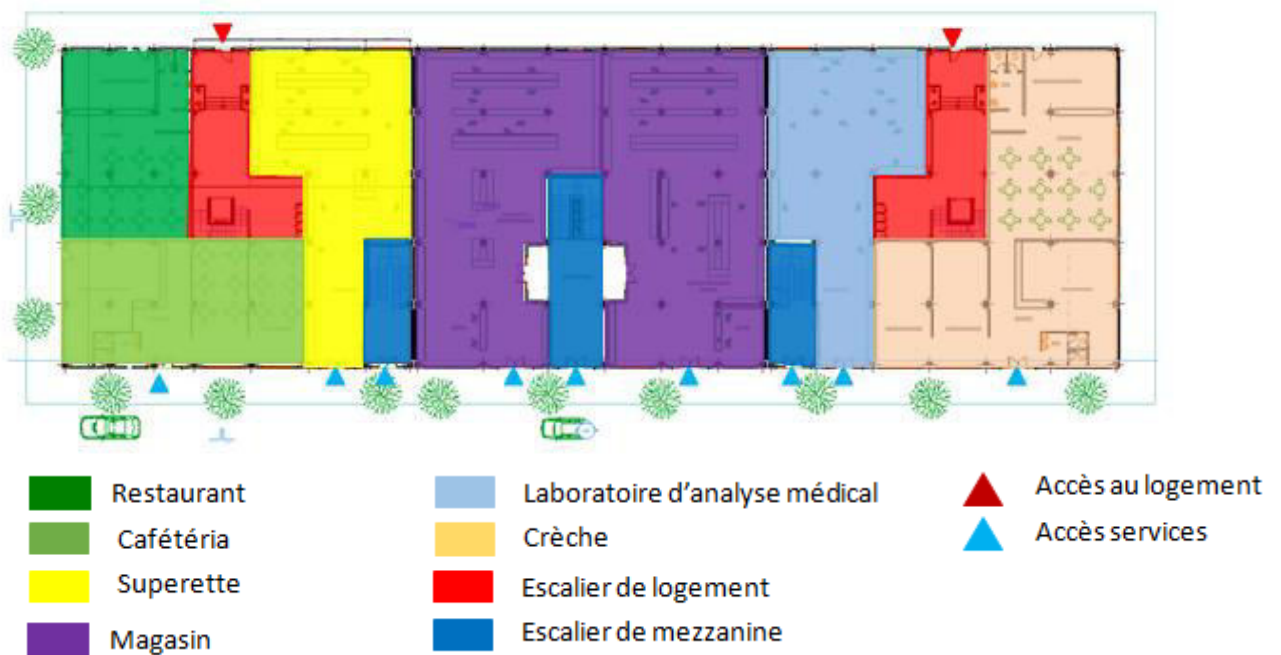 Restaurant
Cafétéria
Superette
Magasin
Laboratoire d’analyse médical
Crèche
Escalier de logement
Escalier de mezzanine
Accès au logement
Accès services